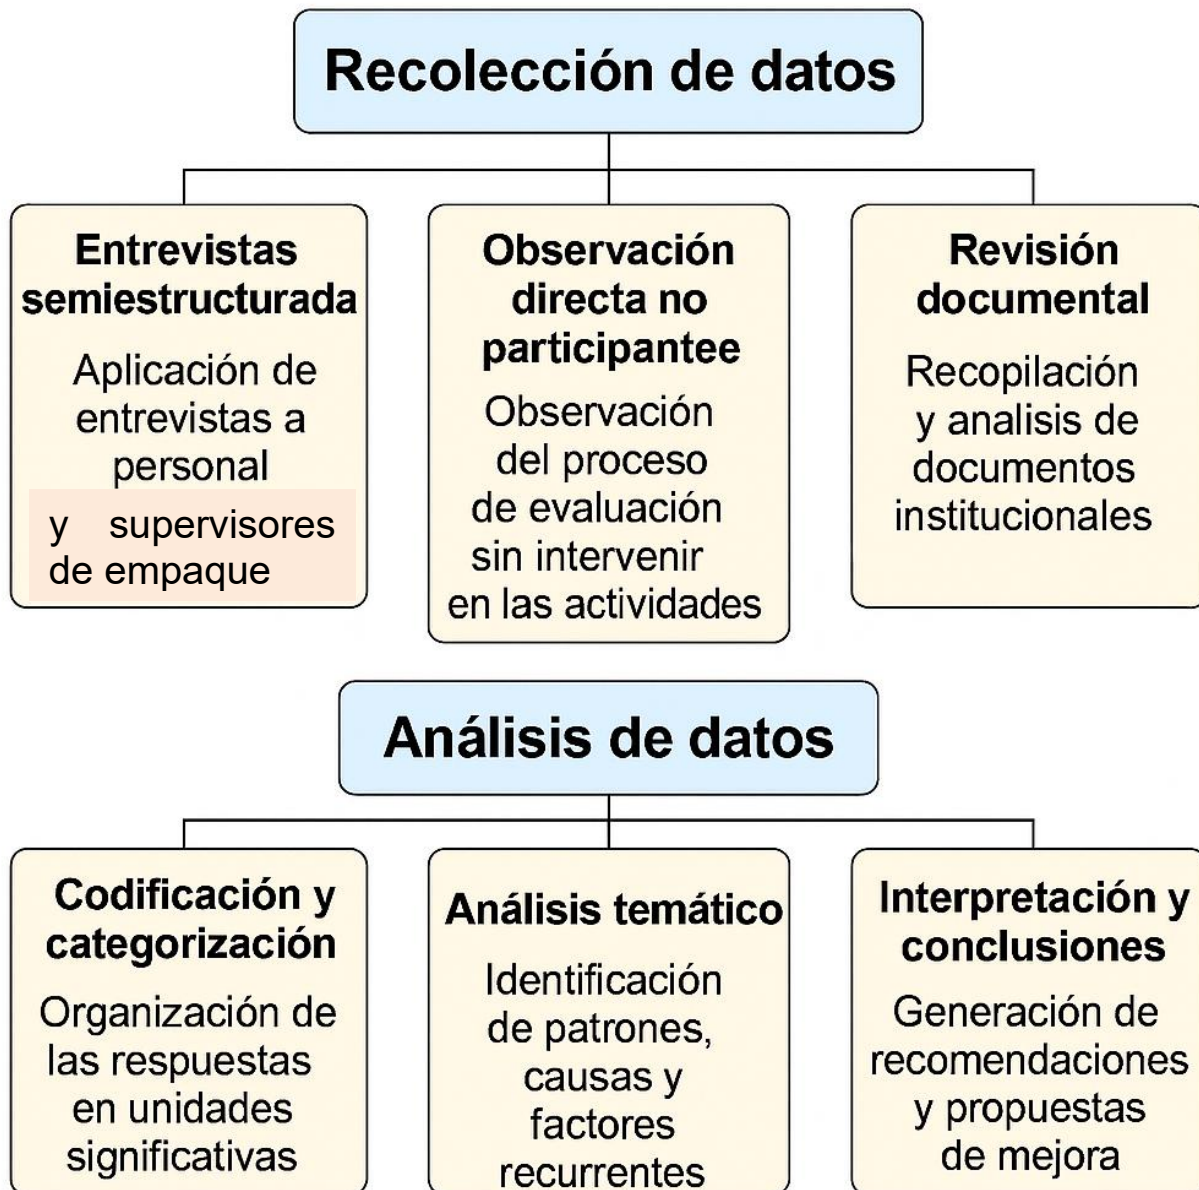 Recolección de datos
Entrevistas
semiestructurada
Aplicación de
entrevistas a
personal
y supervisores
de empaque
Observación
directa no
participantee
Observación
del proceso
de evaluación
sin intervenir
en las actividades
Revisión
documental
Recopilación
y analisis de
documentos
institucionales
Análisis de datos
Codificación y
categorización
Organización de
las respuestas
en unidades
significativas
Análisis temático
Identificación
de patrones,
causas y
factores
recurrentes
Interpretación y
conclusiones
Generación de
recomendaciones
y propuestas
de mejora